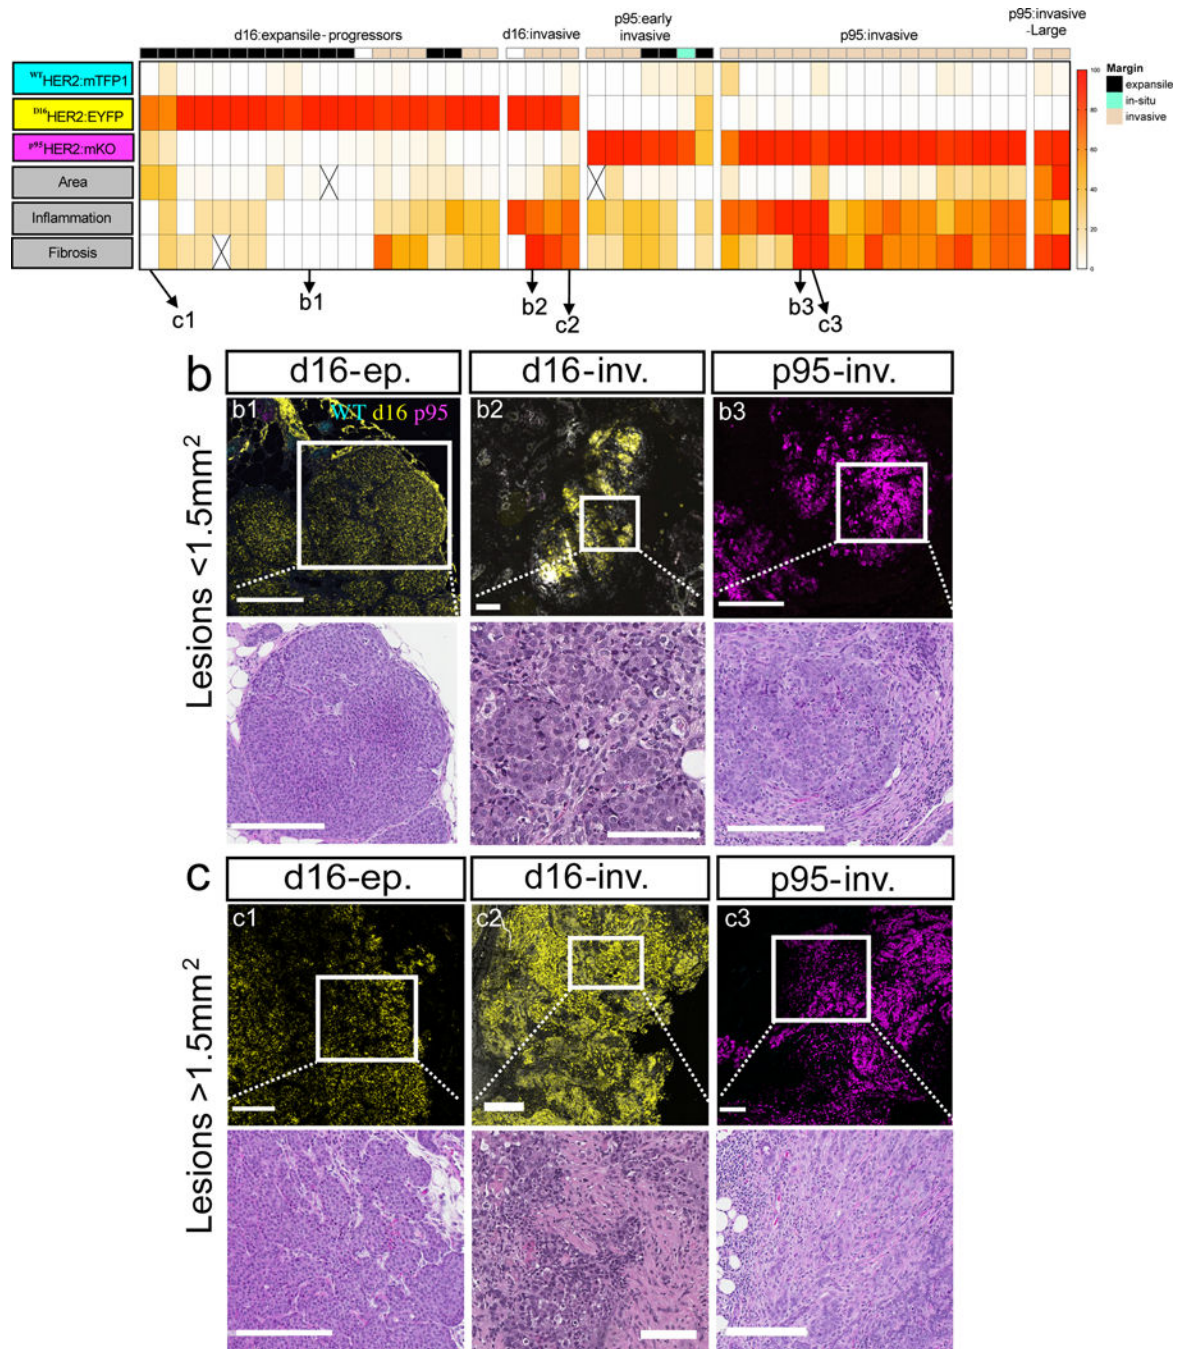 d16:expansile-progressors
d16:invasive
p95:early
invasive
p95:invasive
p95:invasive
-Large
WTHER2:mTFP1
D16HER2:EYFP
p95HER2:mKO
Area
Inflammation
Fibrosis
100
80
60
40
20
0
Margin
expansile
in-situ
invasive
c1
b1
b2
c2
b3
c3
b
d16-ep.
d16-inv.
p95-inv.
Lesions <1.5mm2
b1
WT d16 p95
b2
b3
c
d16-ep.
d16-inv.
p95-inv.
Lesions >1.5mm2
c1
c2
c3